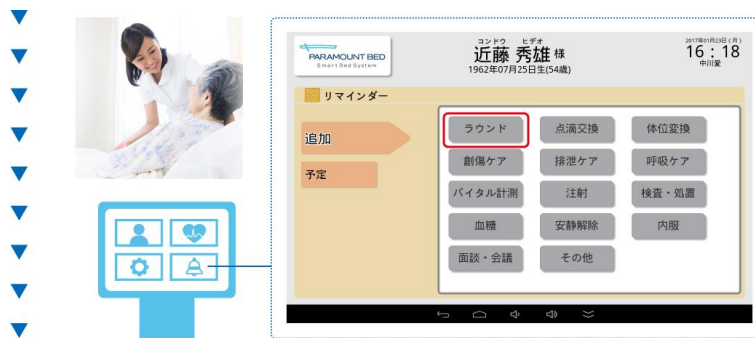 PARAMOUNT BED
Smart Bed System
コンドウ ヒデオ
近藤 秀雄 様
1962年07月25日生(54歳)
2017年01月23日(月)
16:18
中川愛
リマインダー
追加
予定
ラウンド 点滴交換 体位変換
創傷ケア 排泄ケア 呼吸ケア
バイタル計測 注射 検査・処置
血糖 安静解除 内服
面談・会議 その他